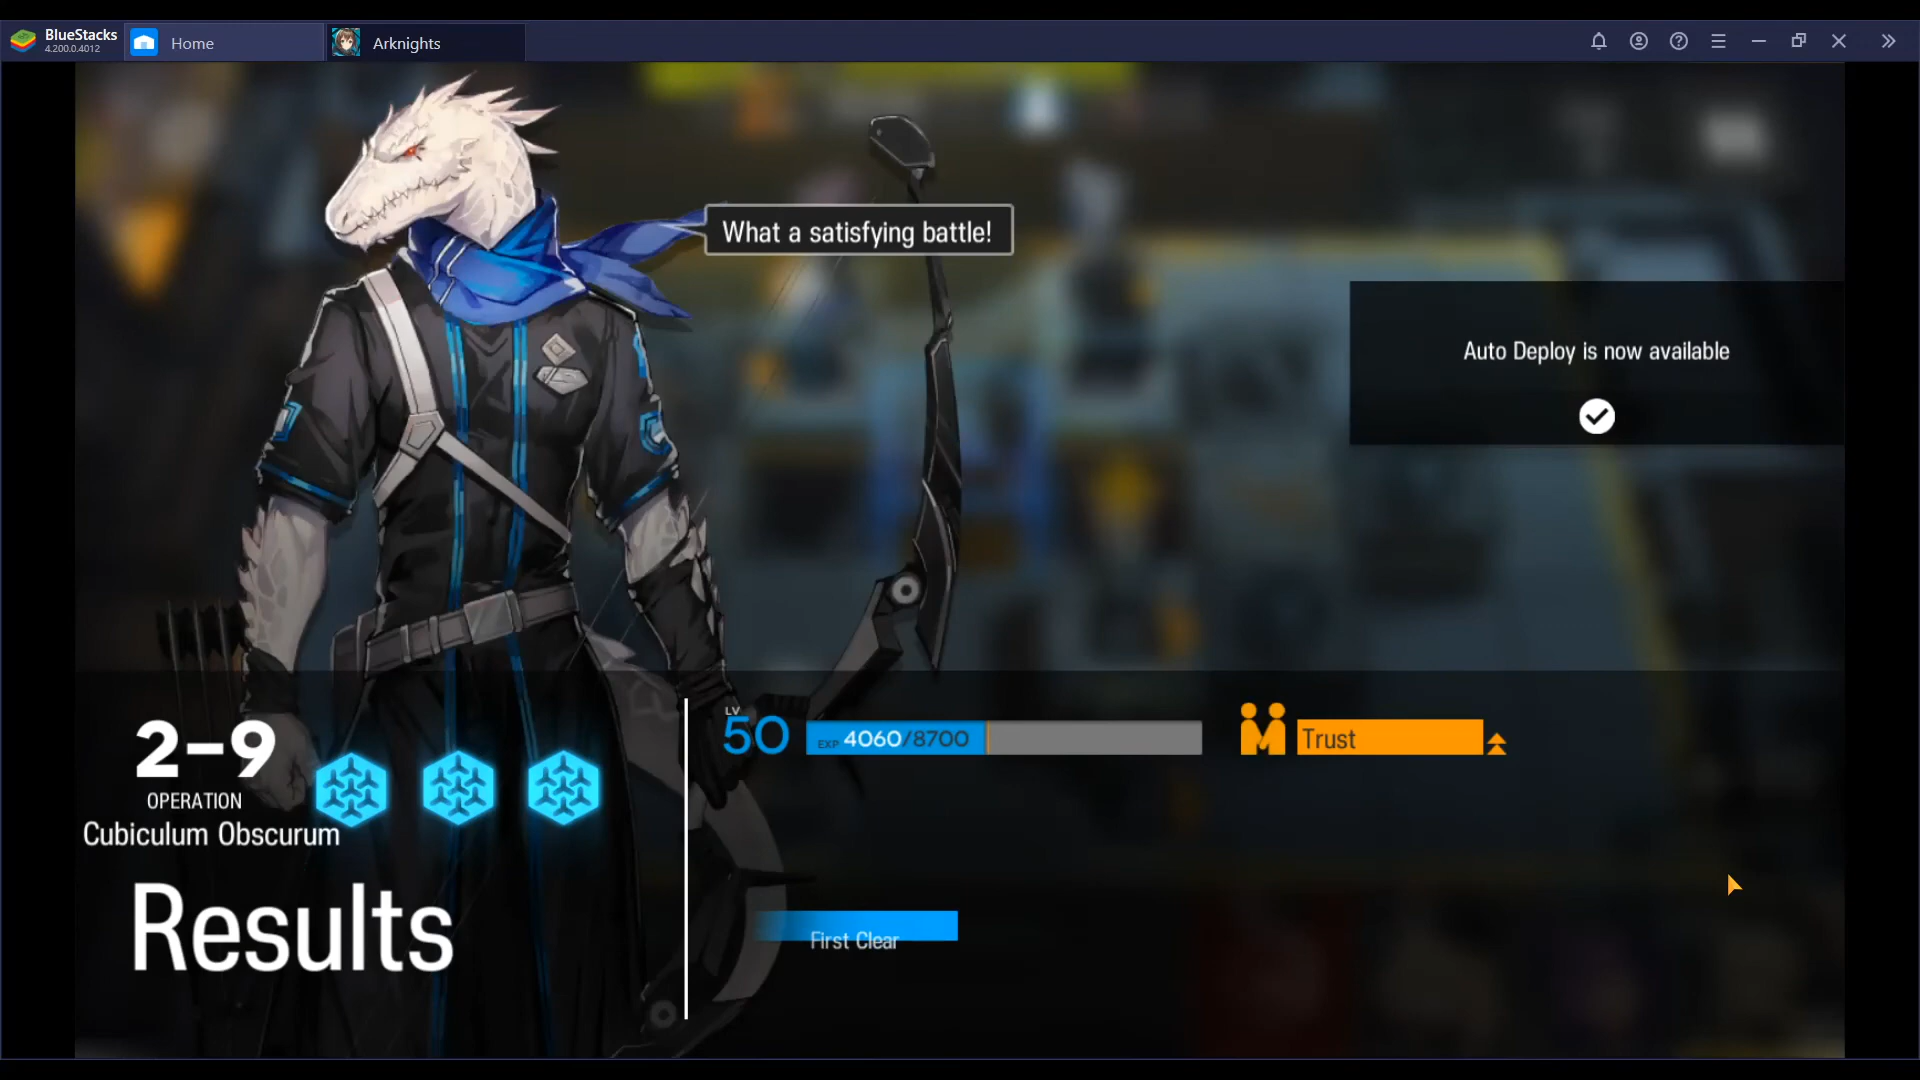 BlueStacks
4.200.0.4012
Home
Arknights
What a satisfying battle!
Auto Deploy is now available
2-9
OPERATION
Cubiculum Obscurum
Results
LV
50
EXP 4060/8700
Trust
First Clear